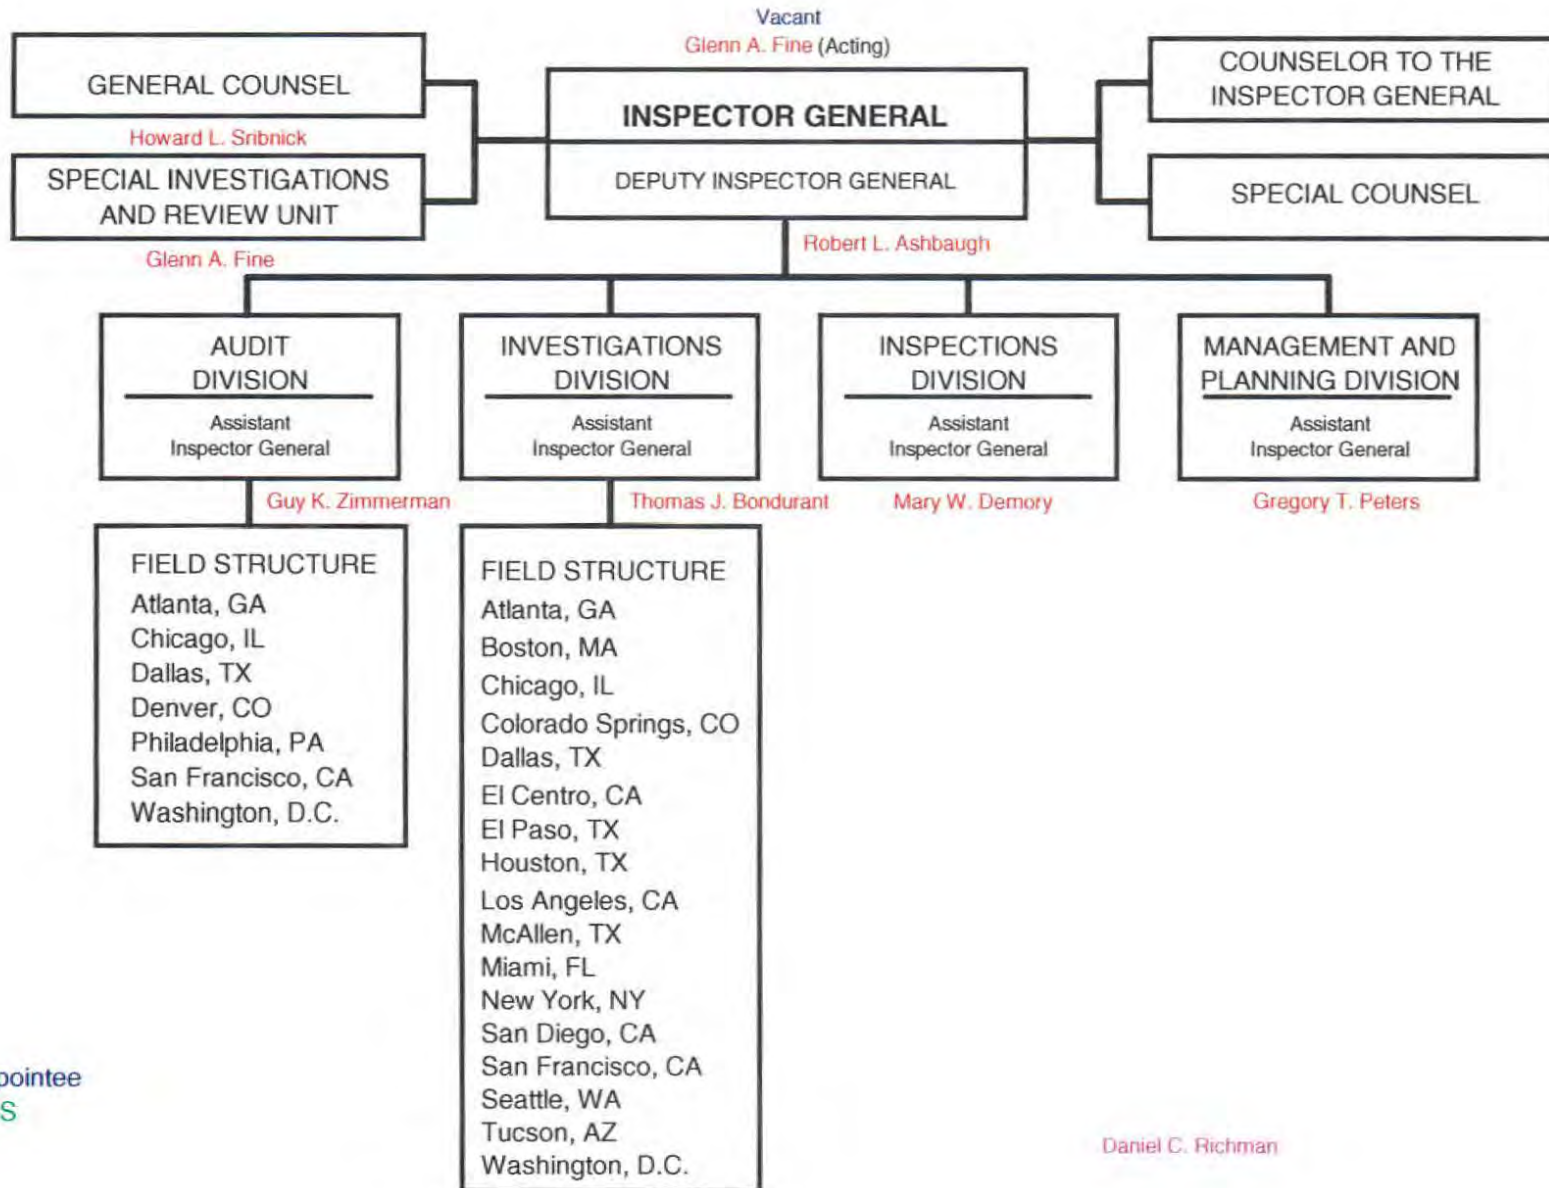 Vacant
Glenn A. Fine (Acting)
GENERAL COUNSEL
Howard L. Sribnick
SPECIAL INVESTIGATIONS
AND REVIEW UNIT
Glenn A. Fine
INSPECTOR GENERAL
DEPUTY INSPECTOR GENERAL
Robert L. Ashbaugh
COUNSELOR TO THE
INSPECTOR GENERAL
SPECIAL COUNSEL
AUDIT
DIVISION
Assistant
Inspector General
Guy K. Zimmerman
INVESTIGATIONS
DIVISION
Assistant
Inspector General
Thomas J. Bondurant
INSPECTIONS
DIVISION
Assistant
Inspector General
Mary W. Demory
MANAGEMENT AND
PLANNING DIVISION
Assistant
Inspector General
Gregory T. Peters
FIELD STRUCTURE
Atlanta, GA
Chicago, IL
Dallas, TX
Denver, CO
Philadelphia, PA
San Francisco, CA
Washington, D.C.
FIELD STRUCTURE
Atlanta, GA
Boston, MA
Chicago, IL
Colorado Springs, CO
Dallas, TX
El Centro, CA
El Paso, TX
Houston, TX
Los Angeles, CA
McAllen, TX
Miami, FL
New York, NY
San Diego, CA
San Francisco, CA
Seattle, WA
Tucson, AZ
Washington, D.C.
pointee
S
Daniel C. Richman